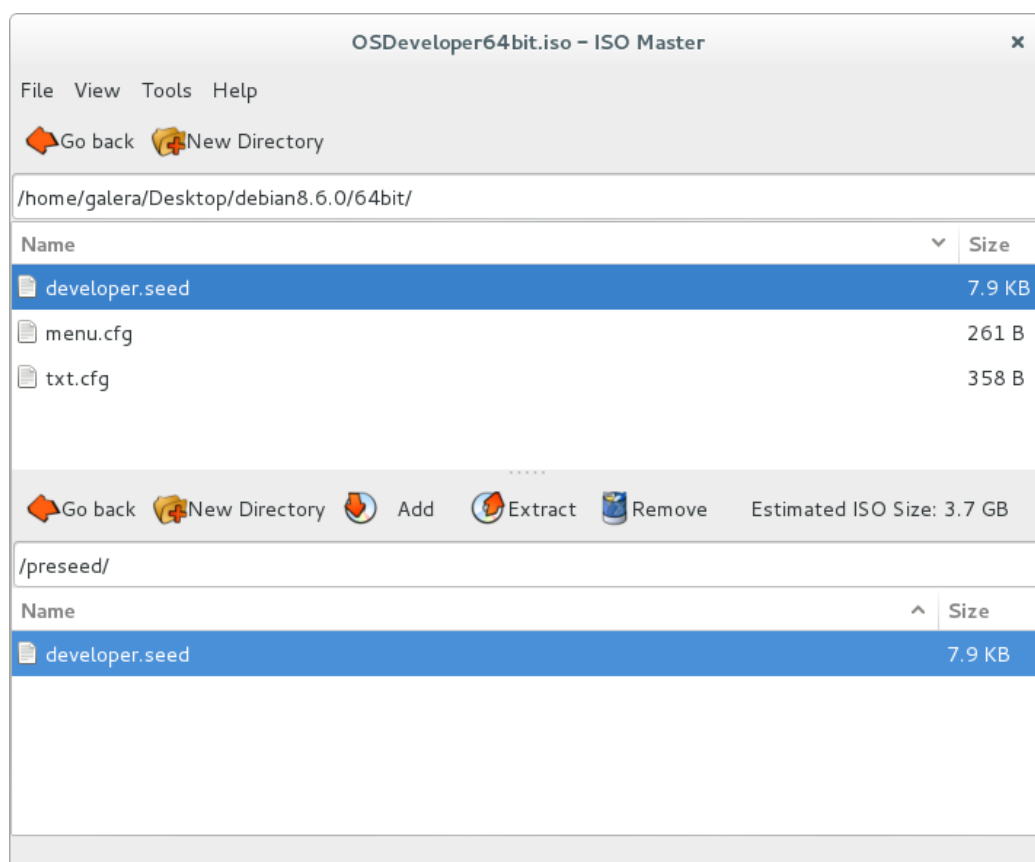 OSDeveloper64bit.iso – ISO Master
File View Tools Help
Go back New Directory
/home/galera/Desktop/debian8.6.0/64bit/
Name Size
developer.seed 7.9 KB
menu.cfg 261 B
txt.cfg 358 B
Go back New Directory Add Extract Remove Estimated ISO Size: 3.7 GB
/preseed/
Name Size
developer.seed 7.9 KB